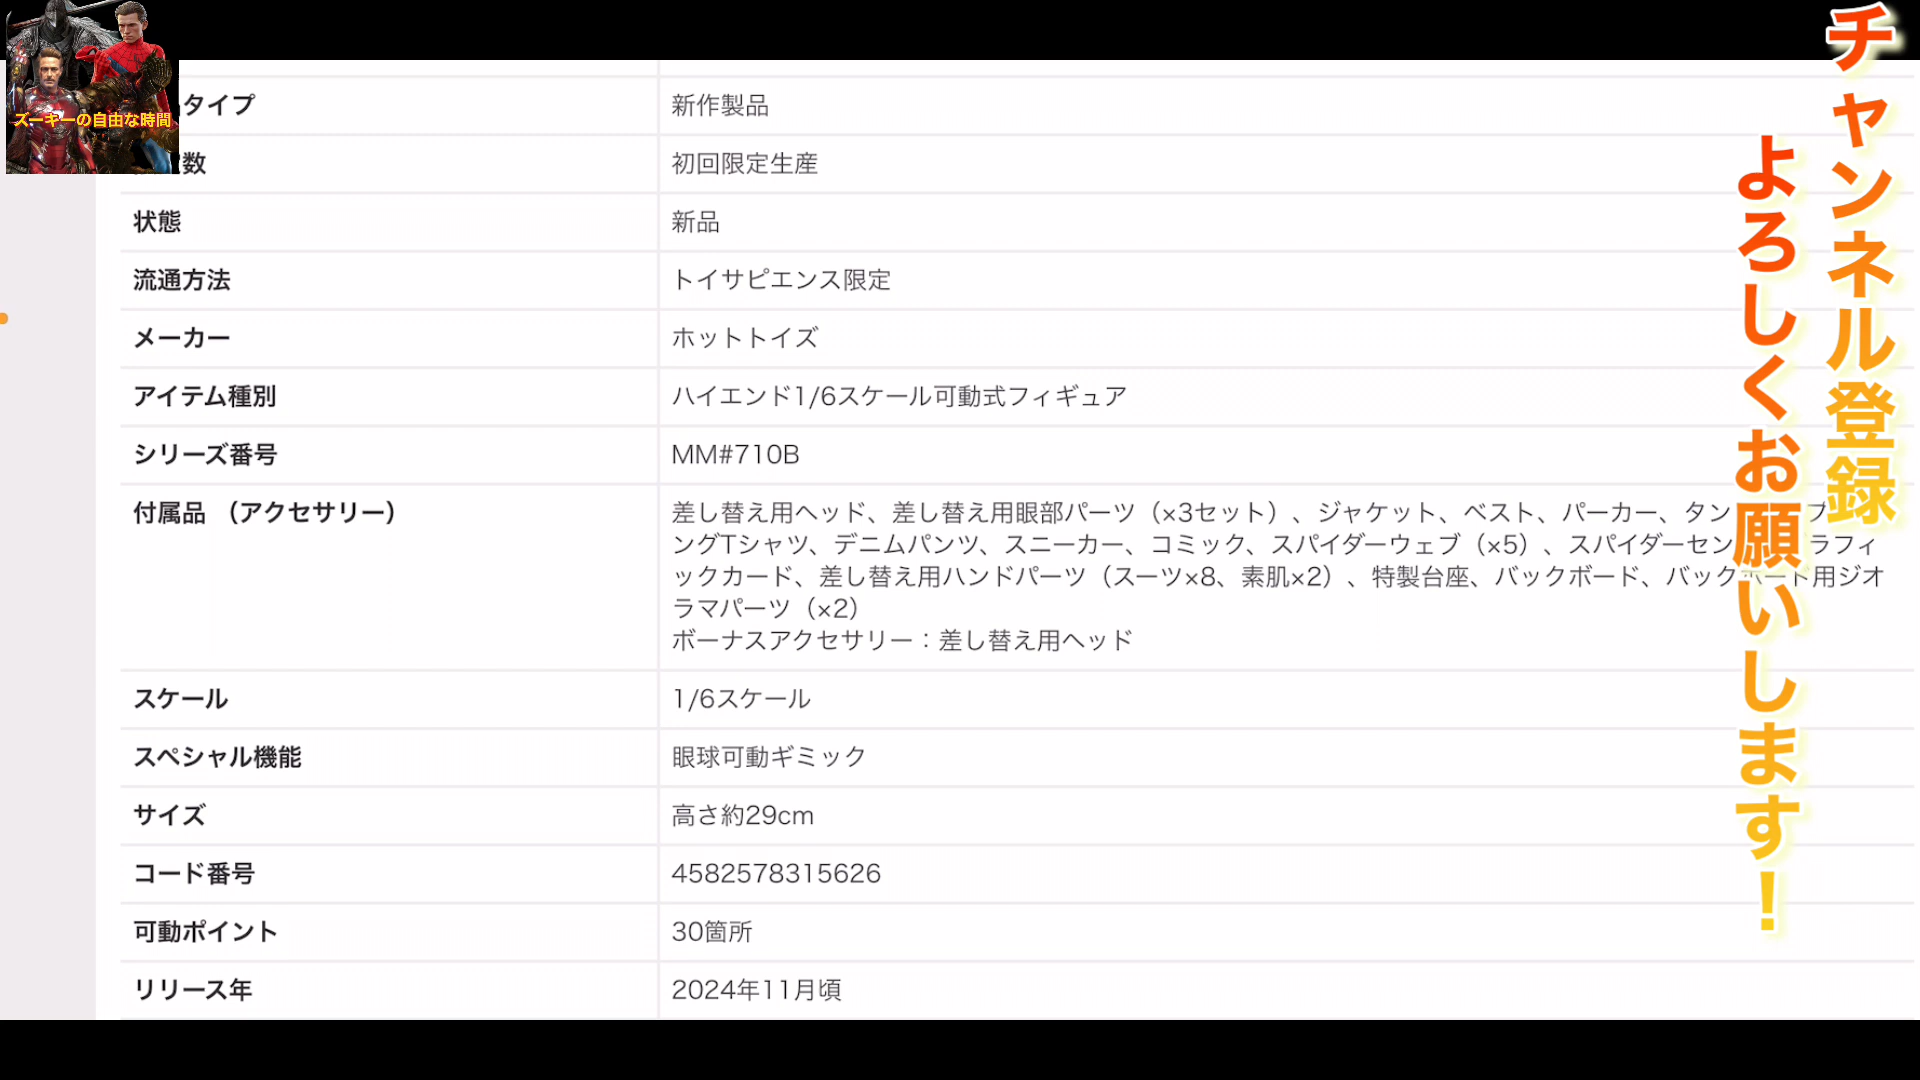 ズーキーの自由な時間
タイプ 新作製品
数 初回限定生産
状態 新品
流通方法 トイサピエンス限定
メーカー ホットトイズ
アイテム種別 ハイエンド1/6スケール可動式フィギュア
シリーズ番号 MM#710B
付属品 （アクセサリー） 差し替え用ヘッド、差し替え用眼部パーツ（×3セット）、ジャケット、ベスト、パーカー、タン
ングTシャツ、デニムパンツ、スニーカー、コミック、スパイダーウェブ（×5）、スパイダーセン ラフィ
ックカード、差し替え用ハンドパーツ（スーツ×8、素肌×2）、特製台座、バックボード、バックボード用ジオ
ラマパーツ（×2）
ボーナスアクセサリー：差し替え用ヘッド
スケール 1/6スケール
スペシャル機能 眼球可動ギミック
サイズ 高さ約29cm
コード番号 4582578315626
可動ポイント 30箇所
リリース年 2024年11月頃
チャンネル登録
よろしくお願いします！